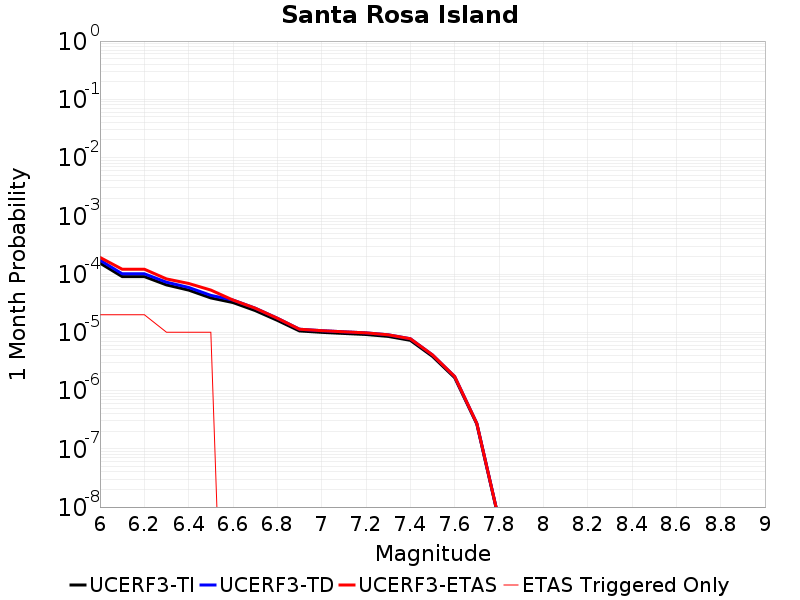 Santa Rosa Island
10^0
10^-1
10^-2
10^-3
10^-4
10^-5
10^-6
10^-7
10^-8
1 Month Probability
6 6.2 6.4 6.6 6.8 7 7.2 7.4 7.6 7.8 8 8.2 8.4 8.6 8.8 9
Magnitude
UCERF3-TI UCERF3-TD UCERF3-ETAS ETAS Triggered Only